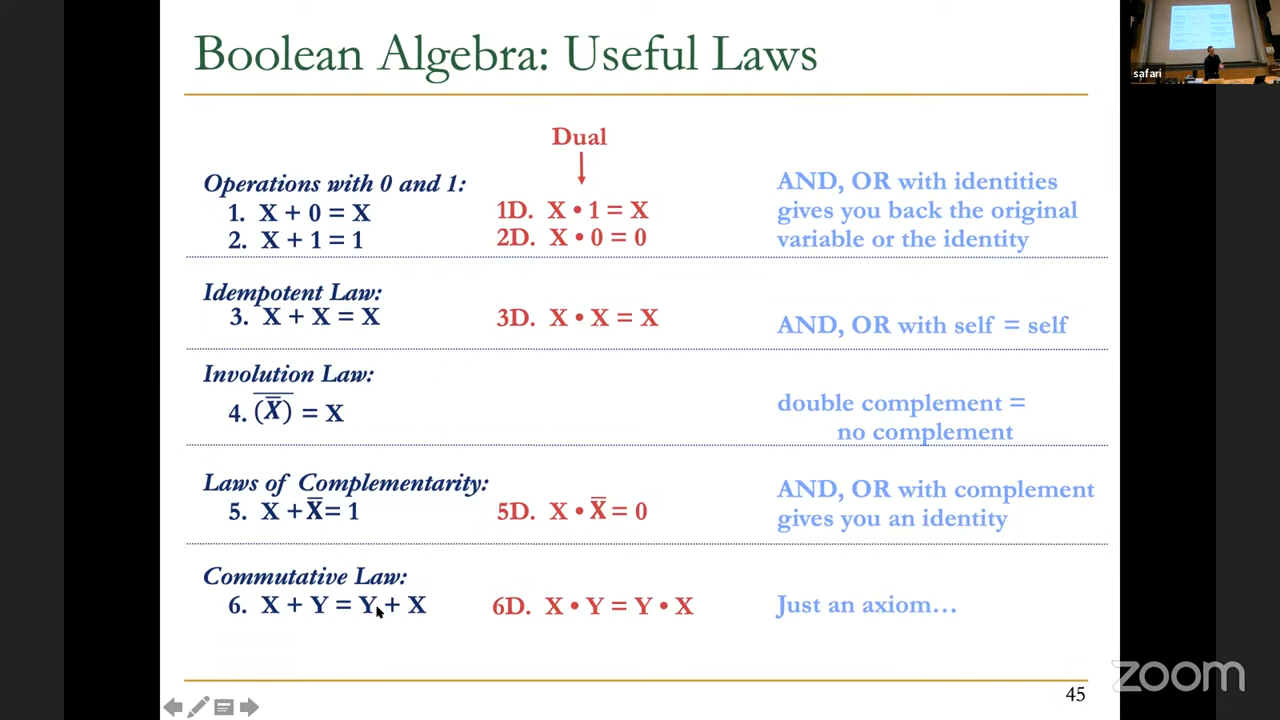 Boolean Algebra: Useful Laws
safari
Dual
Operations with 0 and 1:
1. X + 0 = X
2. X + 1 = 1
1D. X • 1 = X
2D. X • 0 = 0
AND, OR with identities
gives you back the original
variable or the identity
Idempotent Law:
3. X + X = X
3D. X • X = X
AND, OR with self = self
Involution Law:
4. (X̅)̅ = X
double complement =
no complement
Laws of Complementarity:
5. X + X̅ = 1
5D. X • X̅ = 0
AND, OR with complement
gives you an identity
Commutative Law:
6. X + Y = Y + X
6D. X • Y = Y • X
Just an axiom…
45
zoom